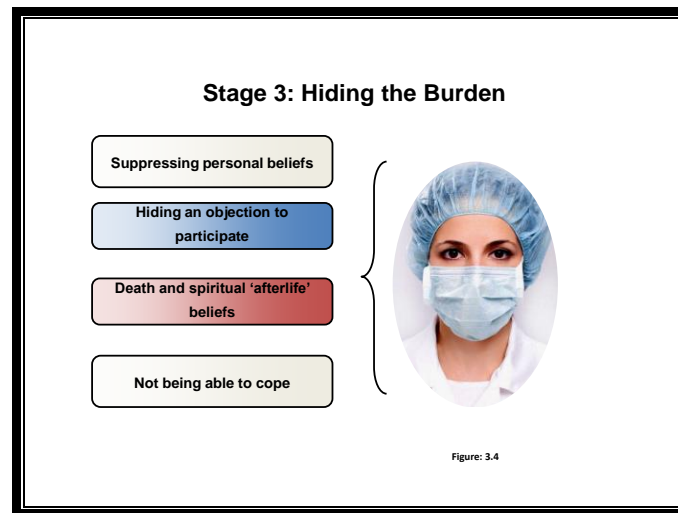 Stage 3: Hiding the Burden
Suppressing personal beliefs
Hiding an objection to
participate
Death and spiritual ‘afterlife’
beliefs
Not being able to cope
Figure: 3.4